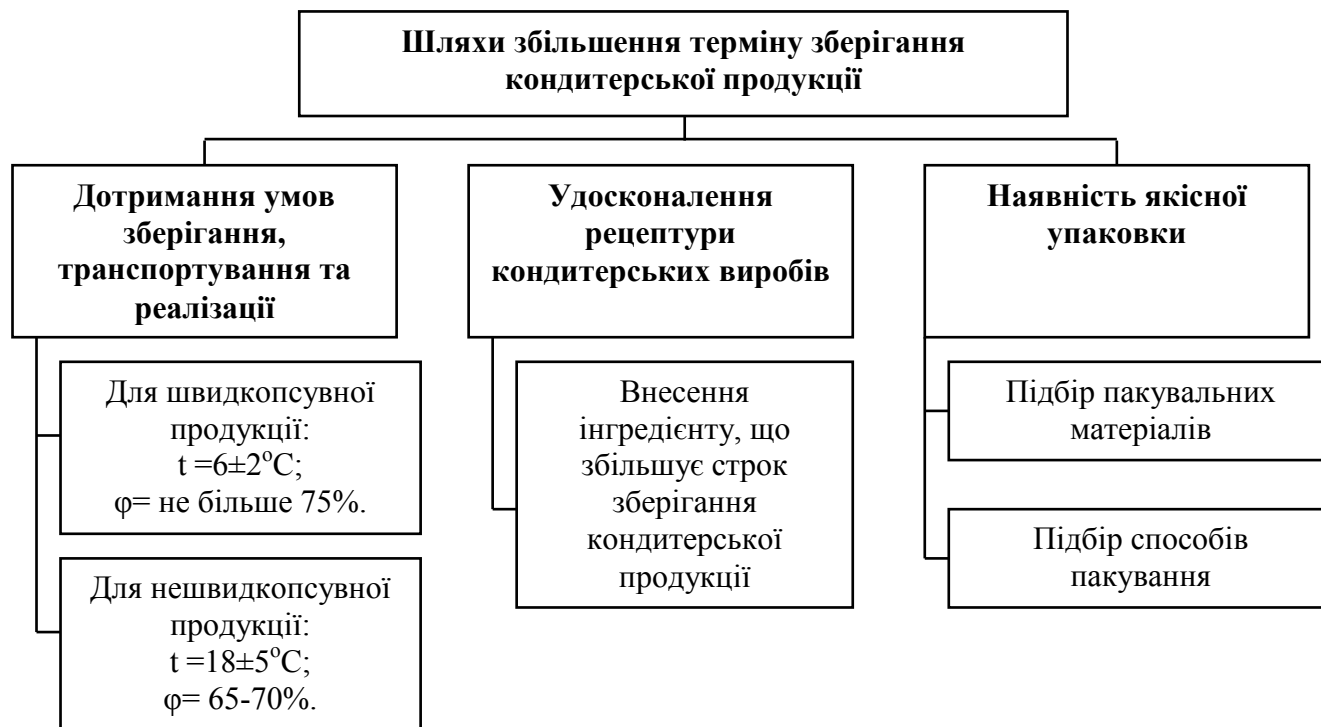 Шляхи збільшення терміну зберігання
кондитерської продукції
Дотримання умов
зберігання,
транспортування та
реалізації
Для швидкопсувної
продукції:
t =6±2°С;
φ= не більше 75%.
Для нешвидкопсувної
продукції:
t =18±5°С;
φ= 65-70%.
Удосконалення
рецептури
кондитерських виробів
Внесення
інгредієнту, що
збільшує строк
зберігання
кондитерської
продукції
Наявність якісної
упаковки
Підбір пакувальних
матеріалів
Підбір способів
пакування